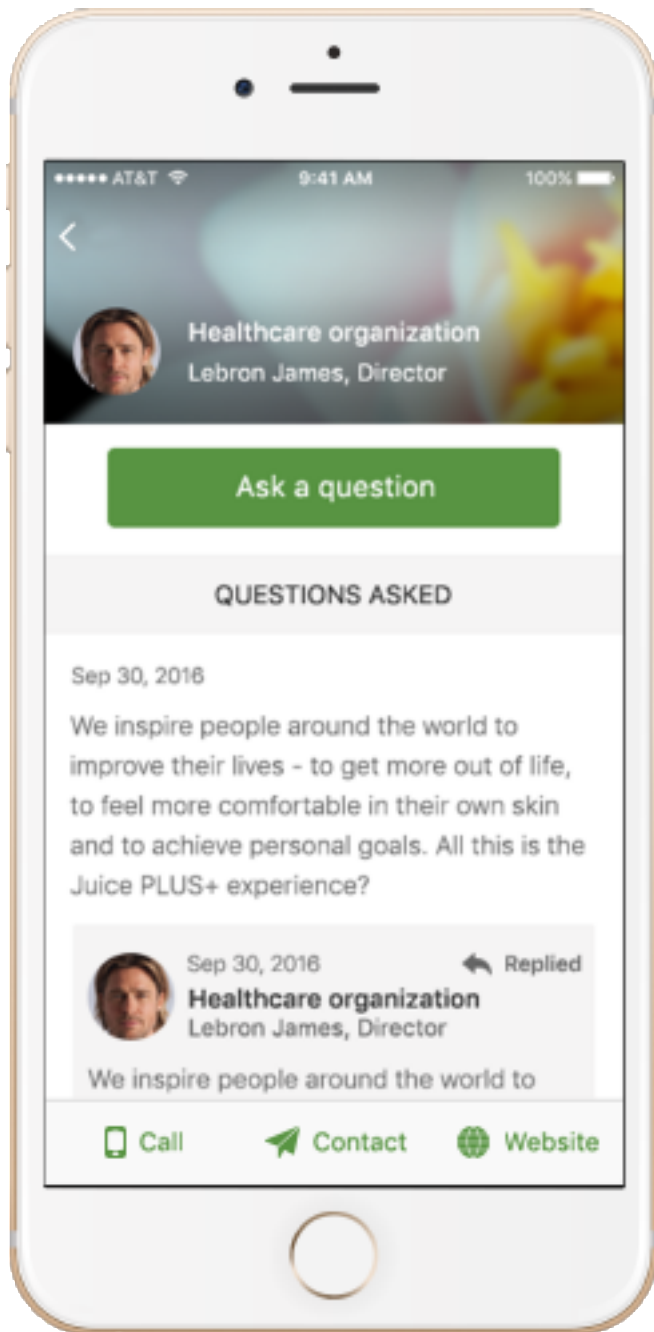 AT&T 9:41 AM 100%
Healthcare organization
Lebron James, Director
Ask a question
QUESTIONS ASKED
Sep 30, 2016
We inspire people around the world to
improve their lives - to get more out of life,
to feel more comfortable in their own skin
and to achieve personal goals. All this is the
Juice PLUS+ experience?
Sep 30, 2016 Replied
Healthcare organization
Lebron James, Director
We inspire people around the world to
Call Contact Website